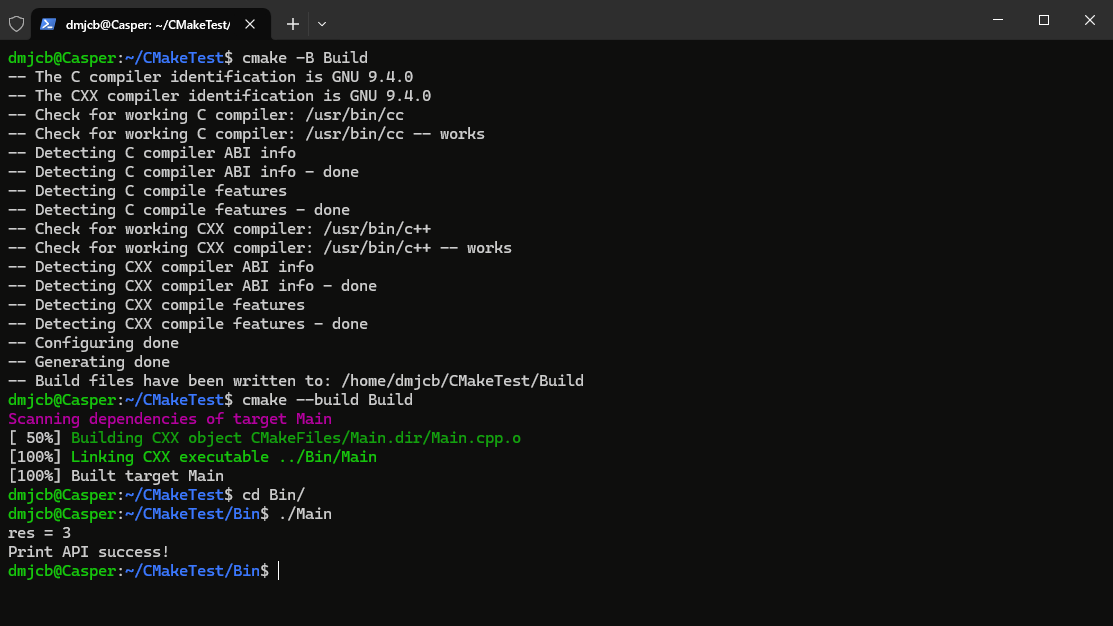 dmjcb@Casper: ~/CMakeTest/
dmjcb@Casper:~/CMakeTest$ cmake -B Build
-- The C compiler identification is GNU 9.4.0
-- The CXX compiler identification is GNU 9.4.0
-- Check for working C compiler: /usr/bin/cc
-- Check for working C compiler: /usr/bin/cc -- works
-- Detecting C compiler ABI info
-- Detecting C compiler ABI info - done
-- Detecting C compile features
-- Detecting C compile features - done
-- Check for working CXX compiler: /usr/bin/c++
-- Check for working CXX compiler: /usr/bin/c++ -- works
-- Detecting CXX compiler ABI info
-- Detecting CXX compiler ABI info - done
-- Detecting CXX compile features
-- Detecting CXX compile features - done
-- Configuring done
-- Generating done
-- Build files have been written to: /home/dmjcb/CMakeTest/Build
dmjcb@Casper:~/CMakeTest$ cmake --build Build
Scanning dependencies of target Main
[ 50%] Building CXX object CMakeFiles/Main.dir/Main.cpp.o
[100%] Linking CXX executable ../Bin/Main
[100%] Built target Main
dmjcb@Casper:~/CMakeTest$ cd Bin/
dmjcb@Casper:~/CMakeTest/Bin$ ./Main
res = 3
Print API success!
dmjcb@Casper:~/CMakeTest/Bin$